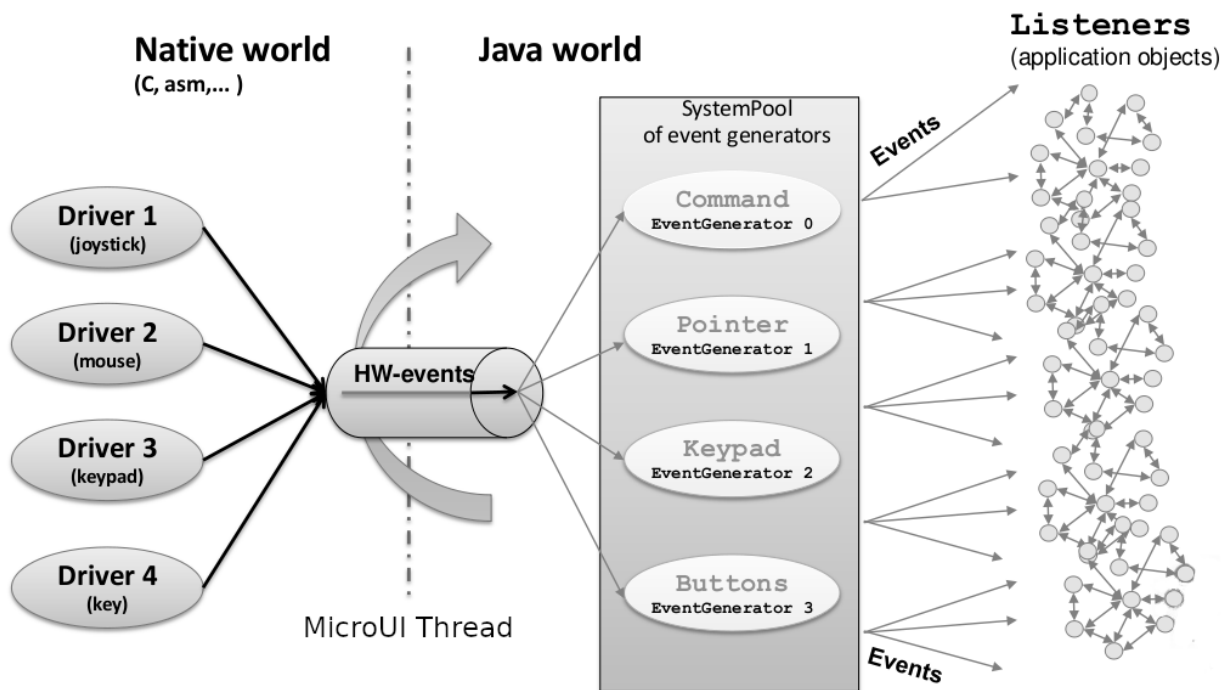 Native world
(C, asm,... )
Java world
Listeners
(application objects)
SystemPool
of event generators
Events
Driver 1
(joystick)
Driver 2
(mouse)
Driver 3
(keypad)
Driver 4
(key)
HW-events
MicroUI Thread
Command
EventGenerator 0
Pointer
EventGenerator 1
Keypad
EventGenerator 2
Buttons
EventGenerator 3
Events